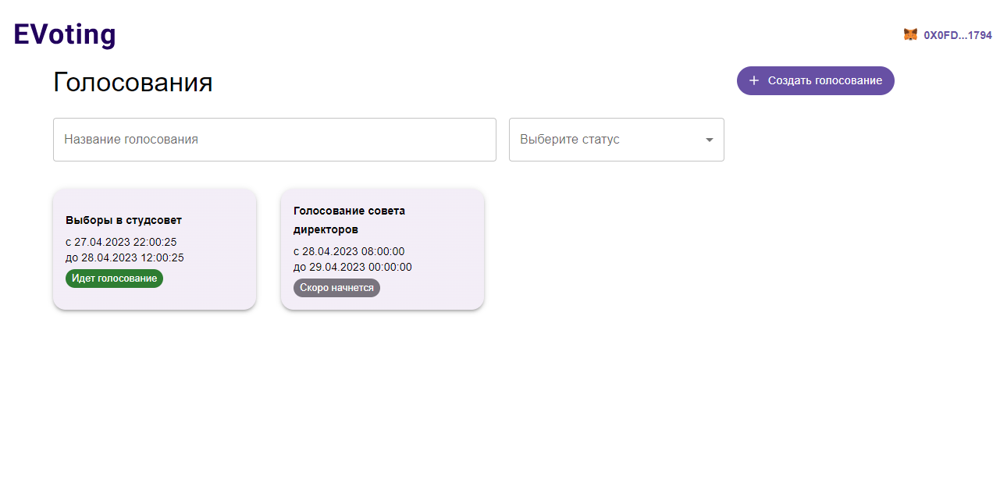 EVoting
0X0FD...1794
Голосования
Создать голосование
Название голосования
Выберите статус
Выборы в студсовет
с 27.04.2023 22:00:25
до 28.04.2023 12:00:25
Идет голосование
Голосование совета
директоров
с 28.04.2023 08:00:00
до 29.04.2023 00:00:00
Скоро начнется